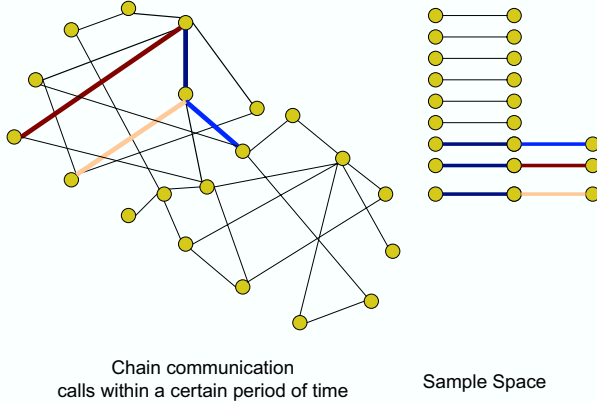 Chain communication
calls within a certain period of time
Sample Space